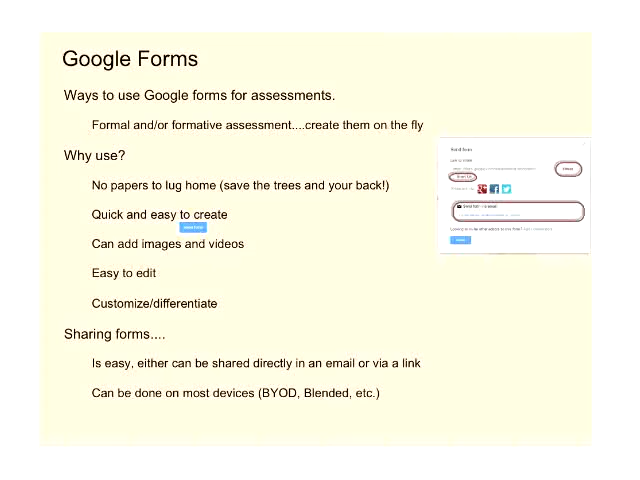 Google Forms
Ways to use Google forms for assessments.
Formal and/or formative assessment....create them on the fly
Why use?
No papers to lug home (save the trees and your back!)
Quick and easy to create
Can add images and videos
Easy to edit
Customize/differentiate
Sharing forms....
Is easy, either can be shared directly in an email or via a link
Can be done on most devices (BYOD, Blended, etc.)
Send form